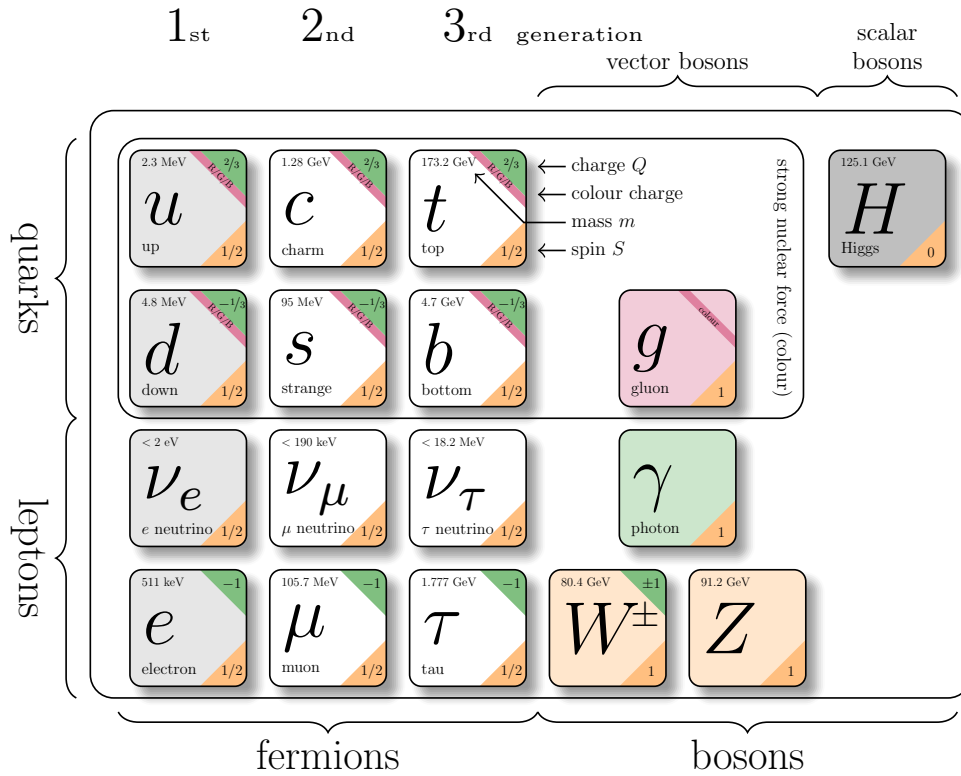 1st 2nd 3rd generation
vector bosons
scalar
bosons
quarks
2.3 MeV
2/3
R/G/B
u
up
1/2
1.28 GeV
2/3
R/G/B
c
charm
1/2
173.2 GeV
2/3
R/G/B
t
top
1/2
charge Q
colour charge
mass m
spin S
strong nuclear force (colour)
125.1 GeV
H
Higgs
0
4.8 MeV
−1/3
R/G/B
d
down
1/2
95 MeV
−1/3
R/G/B
s
strange
1/2
4.7 GeV
−1/3
R/G/B
b
bottom
1/2
colour
g
gluon
1
leptons
< 2 eV
νe
e neutrino
1/2
< 190 keV
νμ
μ neutrino
1/2
< 18.2 MeV
ντ
τ neutrino
1/2
γ
photon
1
511 keV
−1
e
electron
1/2
105.7 MeV
−1
μ
muon
1/2
1.777 GeV
−1
τ
tau
1/2
80.4 GeV
±1
W±
1
91.2 GeV
Z
1
fermions
bosons